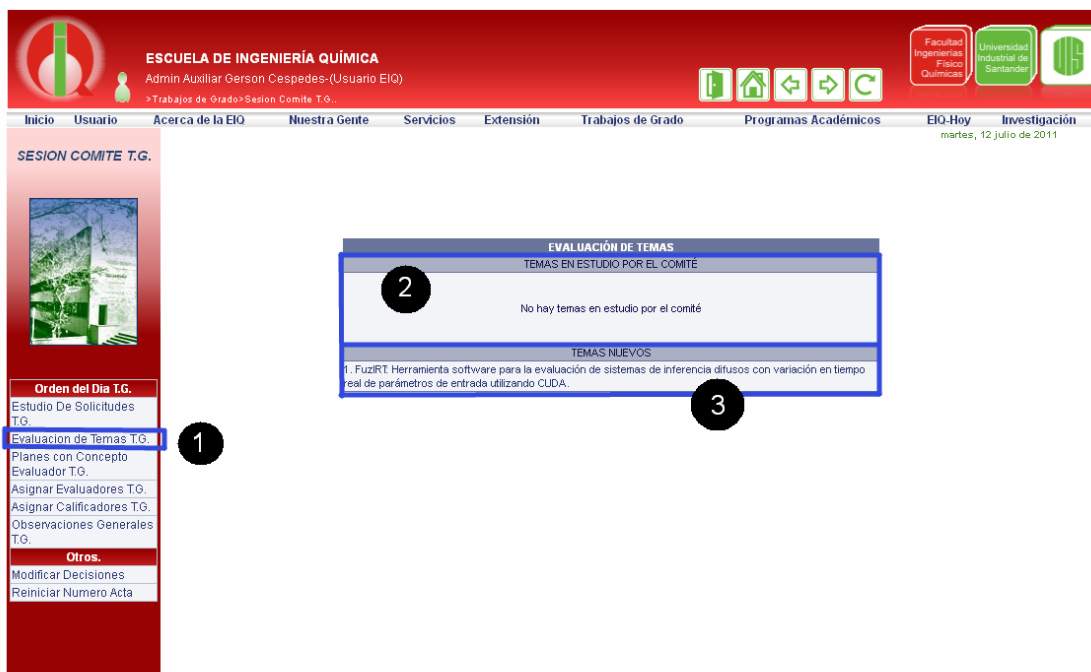 ESCUELA DE INGENIERÍA QUÍMICA
Admin Auxiliar Gerson Cespedes-(Usuario EIQ)
>Trabajos de Grado>Sesion Comite T.G..
Facultad
Ingenierías
Físico
Químicas
Universidad
Industrial de
Santander
Inicio Usuario Acerca de la EIQ Nuestra Gente Servicios Extensión Trabajos de Grado Programas Académicos EIQ-Hoy Investigación
martes, 12 julio de 2011
SESION COMITE T.G.
EVALUACIÓN DE TEMAS
TEMAS EN ESTUDIO POR EL COMITÉ
2
No hay temas en estudio por el comité
TEMAS NUEVOS
1. FuzIRT: Herramienta software para la evaluación de sistemas de inferencia difusos con variación en tiempo
real de parámetros de entrada utilizando CUDA.
3
Orden del Dia T.G.
Estudio De Solicitudes
T.G.
Evaluacion de Temas T.G.
1
Planes con Concepto
Evaluador T.G.
Asignar Evaluadores T.G.
Asignar Calificadores T.G.
Observaciones Generales
T.G.
Otros.
Modificar Decisiones
Reiniciar Numero Acta